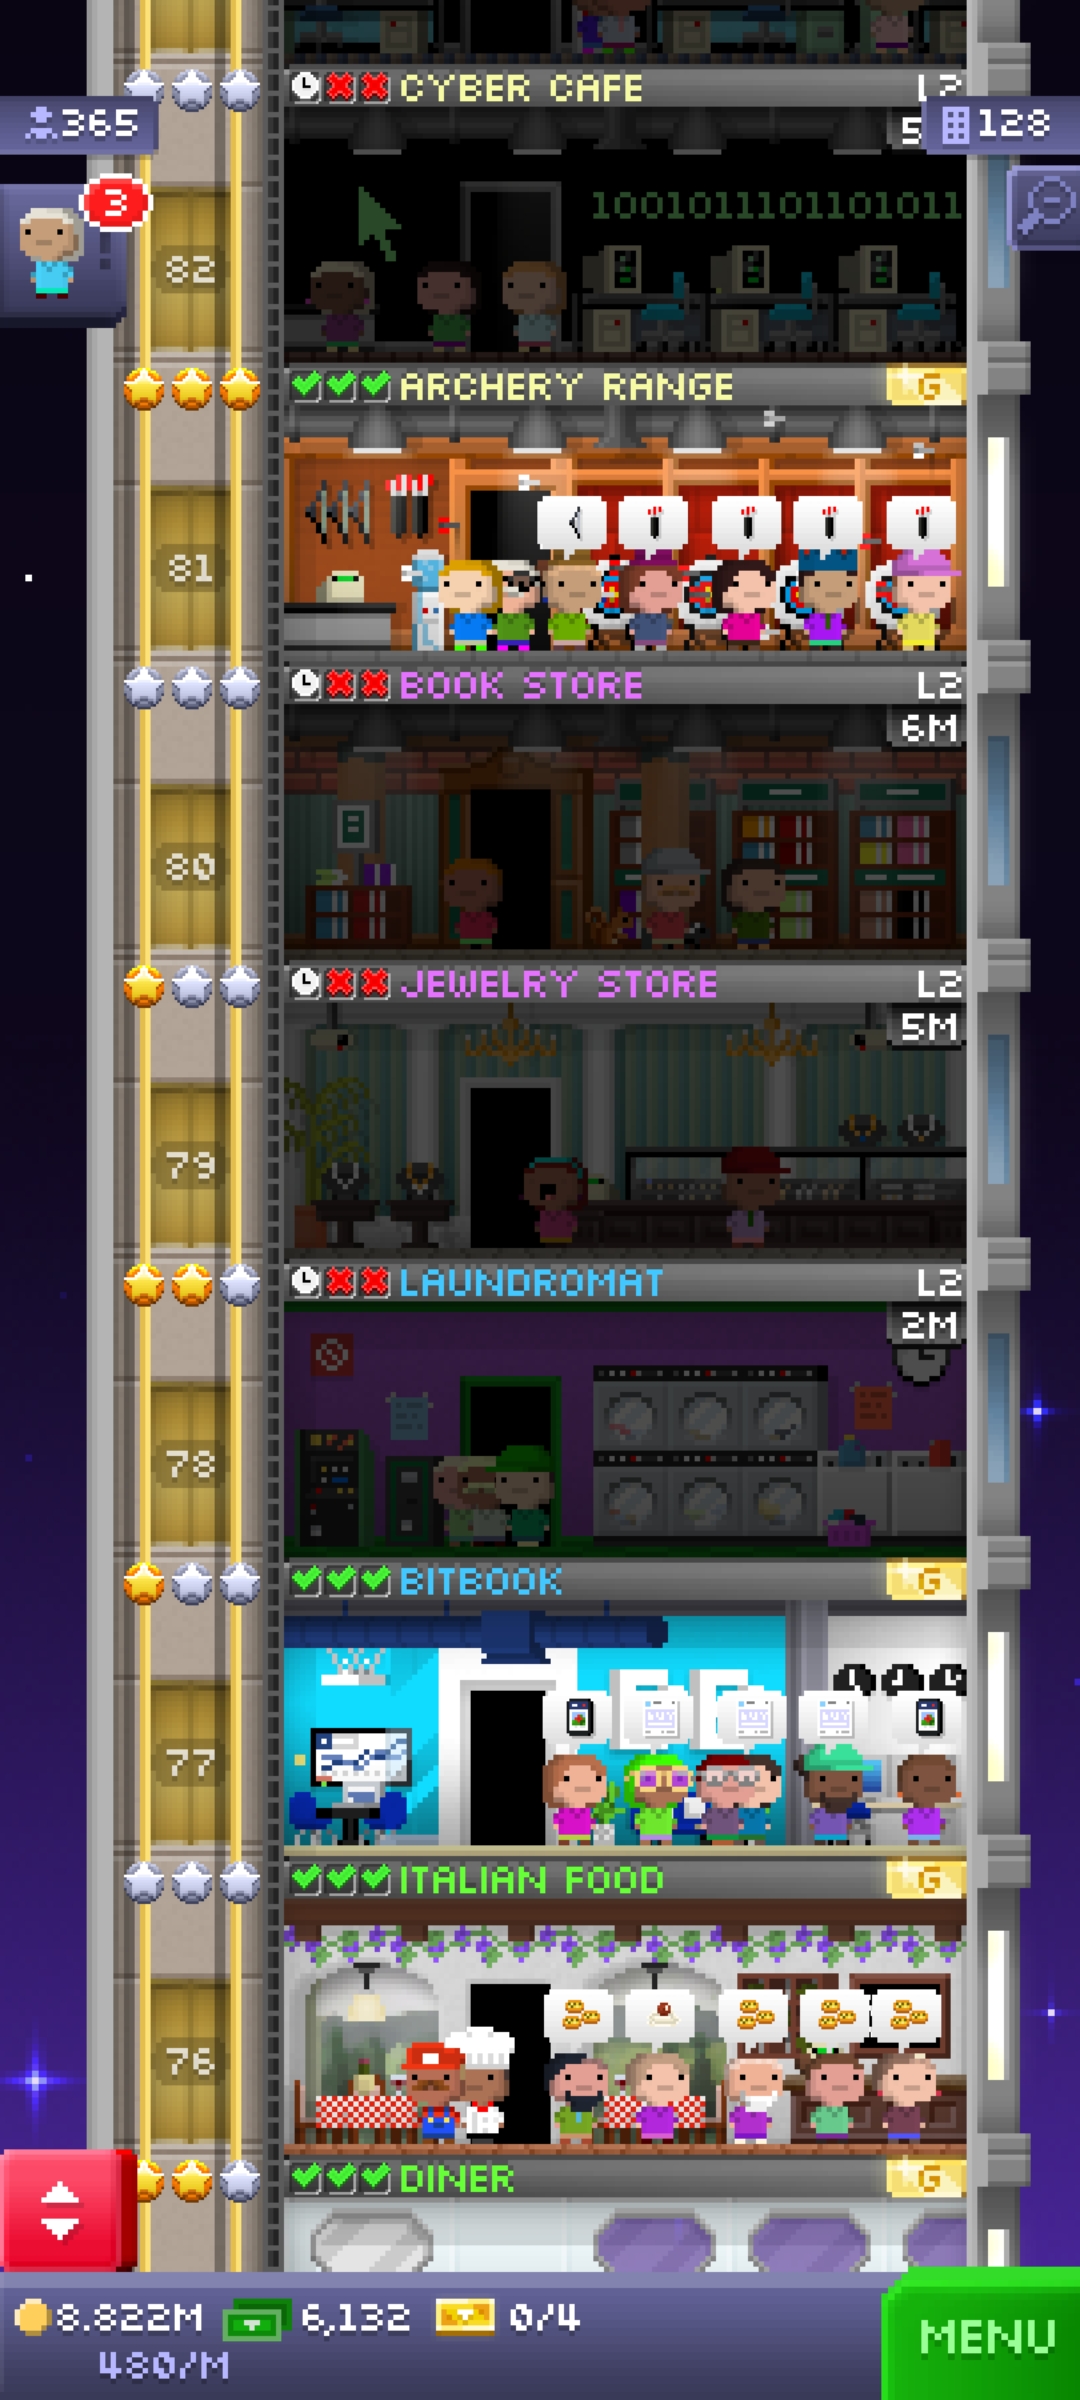 CYBER CAFE
L2
365
128
5
3
1001011101101011
82
ARCHERY RANGE
G
81
BOOK STORE
L2
6M
80
JEWELRY STORE
L2
5M
79
LAUNDROMAT
L2
2M
78
BITBOOK
G
77
ITALIAN FOOD
G
76
DINER
G
8.822M
6,132
0/4
480/M
MENU